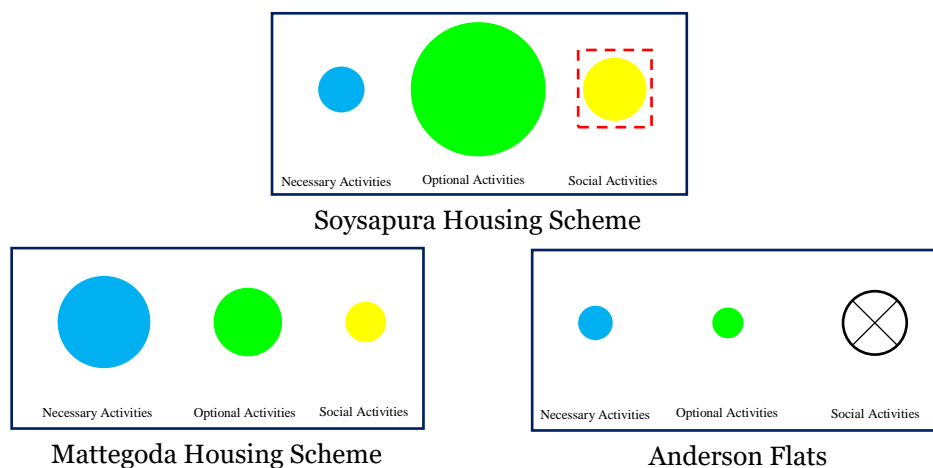 Necessary Activities
Optional Activities
Social Activities
Soysapura Housing Scheme
Necessary Activities
Optional Activities
Social Activities
Mattegoda Housing Scheme
Necessary Activities
Optional Activities
Social Activities
Anderson Flats